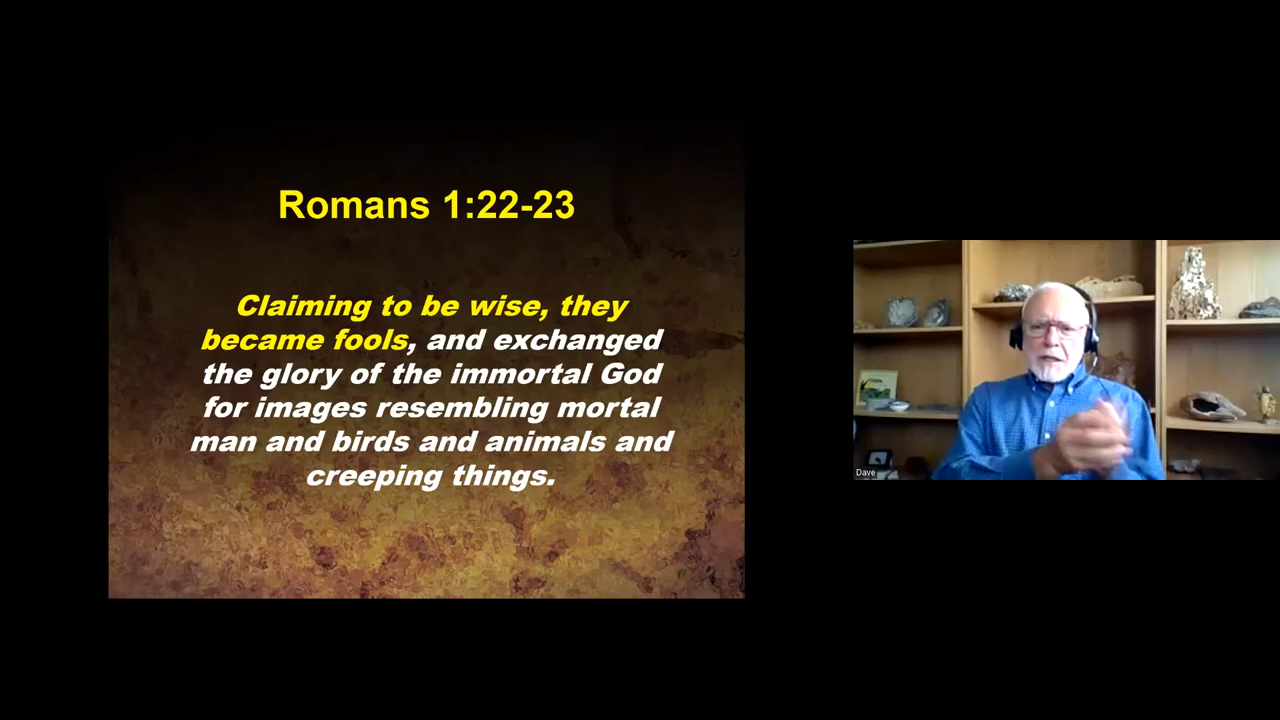 Romans 1:22-23
Claiming to be wise, they
became fools, and exchanged
the glory of the immortal God
for images resembling mortal
man and birds and animals and
creeping things.
Dave